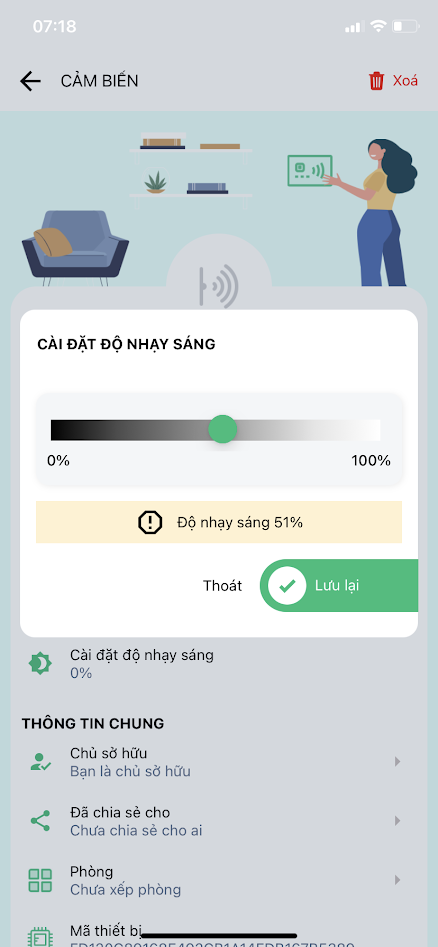 07:18
CẢM BIẾN
Xoá
CÀI ĐẶT ĐỘ NHẠY SÁNG
0%
100%
Độ nhạy sáng 51%
Thoát
Lưu lại
Cài đặt độ nhạy sáng
0%
THÔNG TIN CHUNG
Chủ sở hữu
Bạn là chủ sỡ hữu
Đã chia sẻ cho
Chưa chia sẻ cho ai
Phòng
Chưa xếp phòng
Mã thiết bị